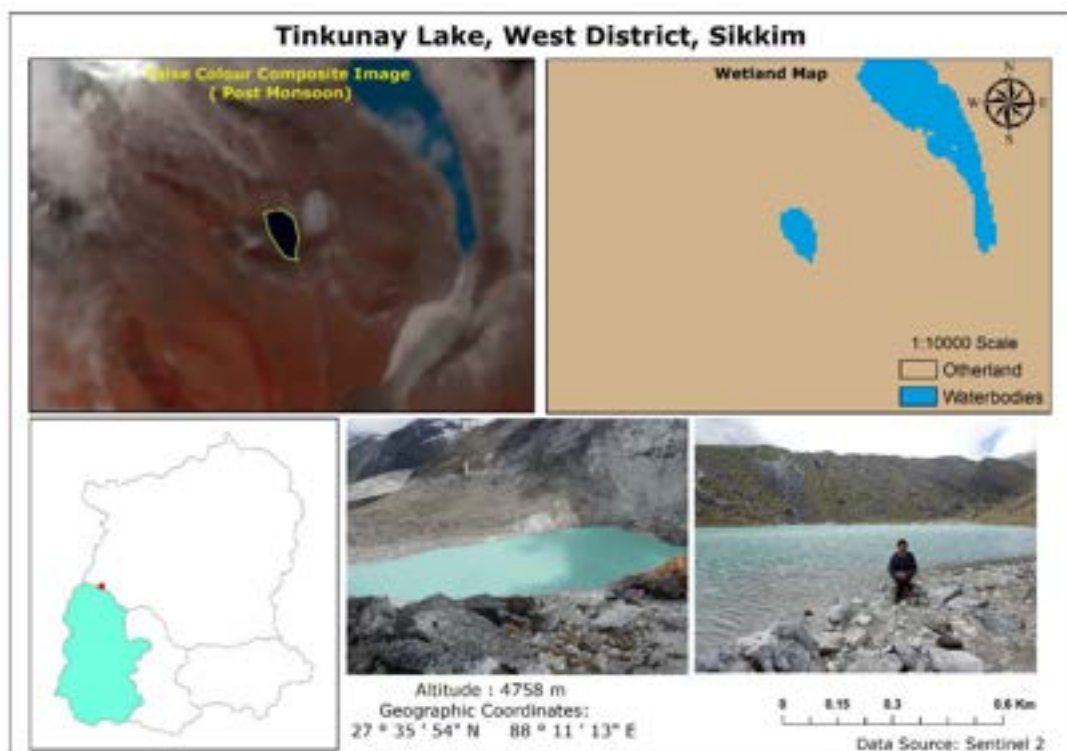 Tinkunay Lake, West District, Sikkim
False Colour Composite Image
( Post Monsoon)
Wetland Map
N
W E
S
1:10000 Scale
Otherland
Waterbodies
Altitude : 4758 m
Geographic Coordinates:
27 ° 35 ' 54" N 88 ° 11 ' 13" E
0 0.15 0.3 0.6 Km
Data Source: Sentinel 2